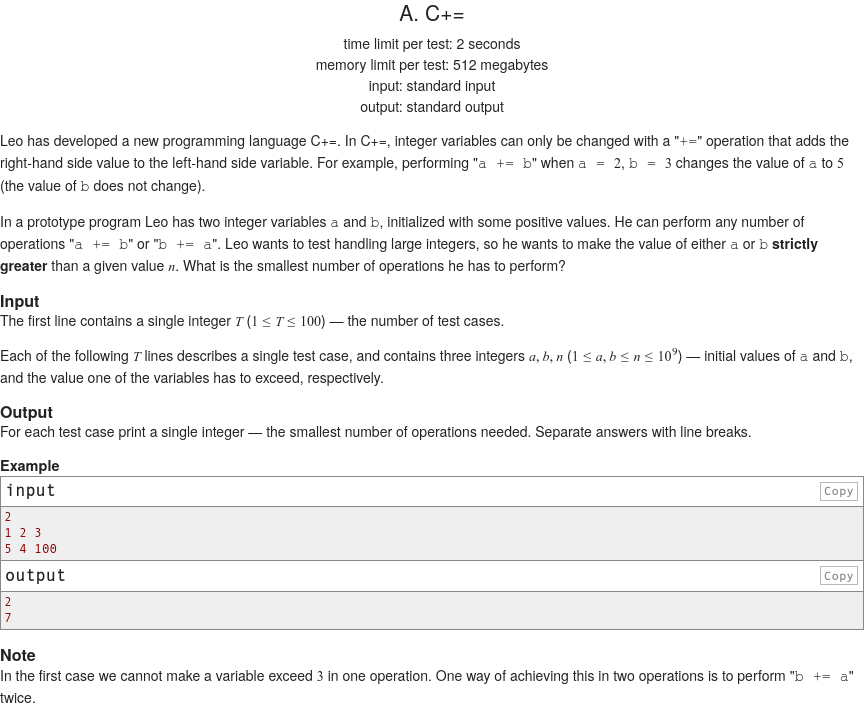 A. C+=
time limit per test: 2 seconds
memory limit per test: 512 megabytes
input: standard input
output: standard output
Leo has developed a new programming language C+=. In C+=, integer variables can only be changed with a "+=" operation that adds the
right-hand side value to the left-hand side variable. For example, performing "a += b" when a = 2, b = 3 changes the value of a to 5
(the value of b does not change).
In a prototype program Leo has two integer variables a and b, initialized with some positive values. He can perform any number of
operations "a += b" or "b += a". Leo wants to test handling large integers, so he wants to make the value of either a or b strictly
greater than a given value n. What is the smallest number of operations he has to perform?
Input
The first line contains a single integer T (1 ≤ T ≤ 100) — the number of test cases.
Each of the following T lines describes a single test case, and contains three integers a, b, n (1 ≤ a, b ≤ n ≤ 10⁹) — initial values of a and b,
and the value one of the variables has to exceed, respectively.
Output
For each test case print a single integer — the smallest number of operations needed. Separate answers with line breaks.
Example
input Copy
2
1 2 3
5 4 100
output Copy
2
7
Note
In the first case we cannot make a variable exceed 3 in one operation. One way of achieving this in two operations is to perform "b += a"
twice.